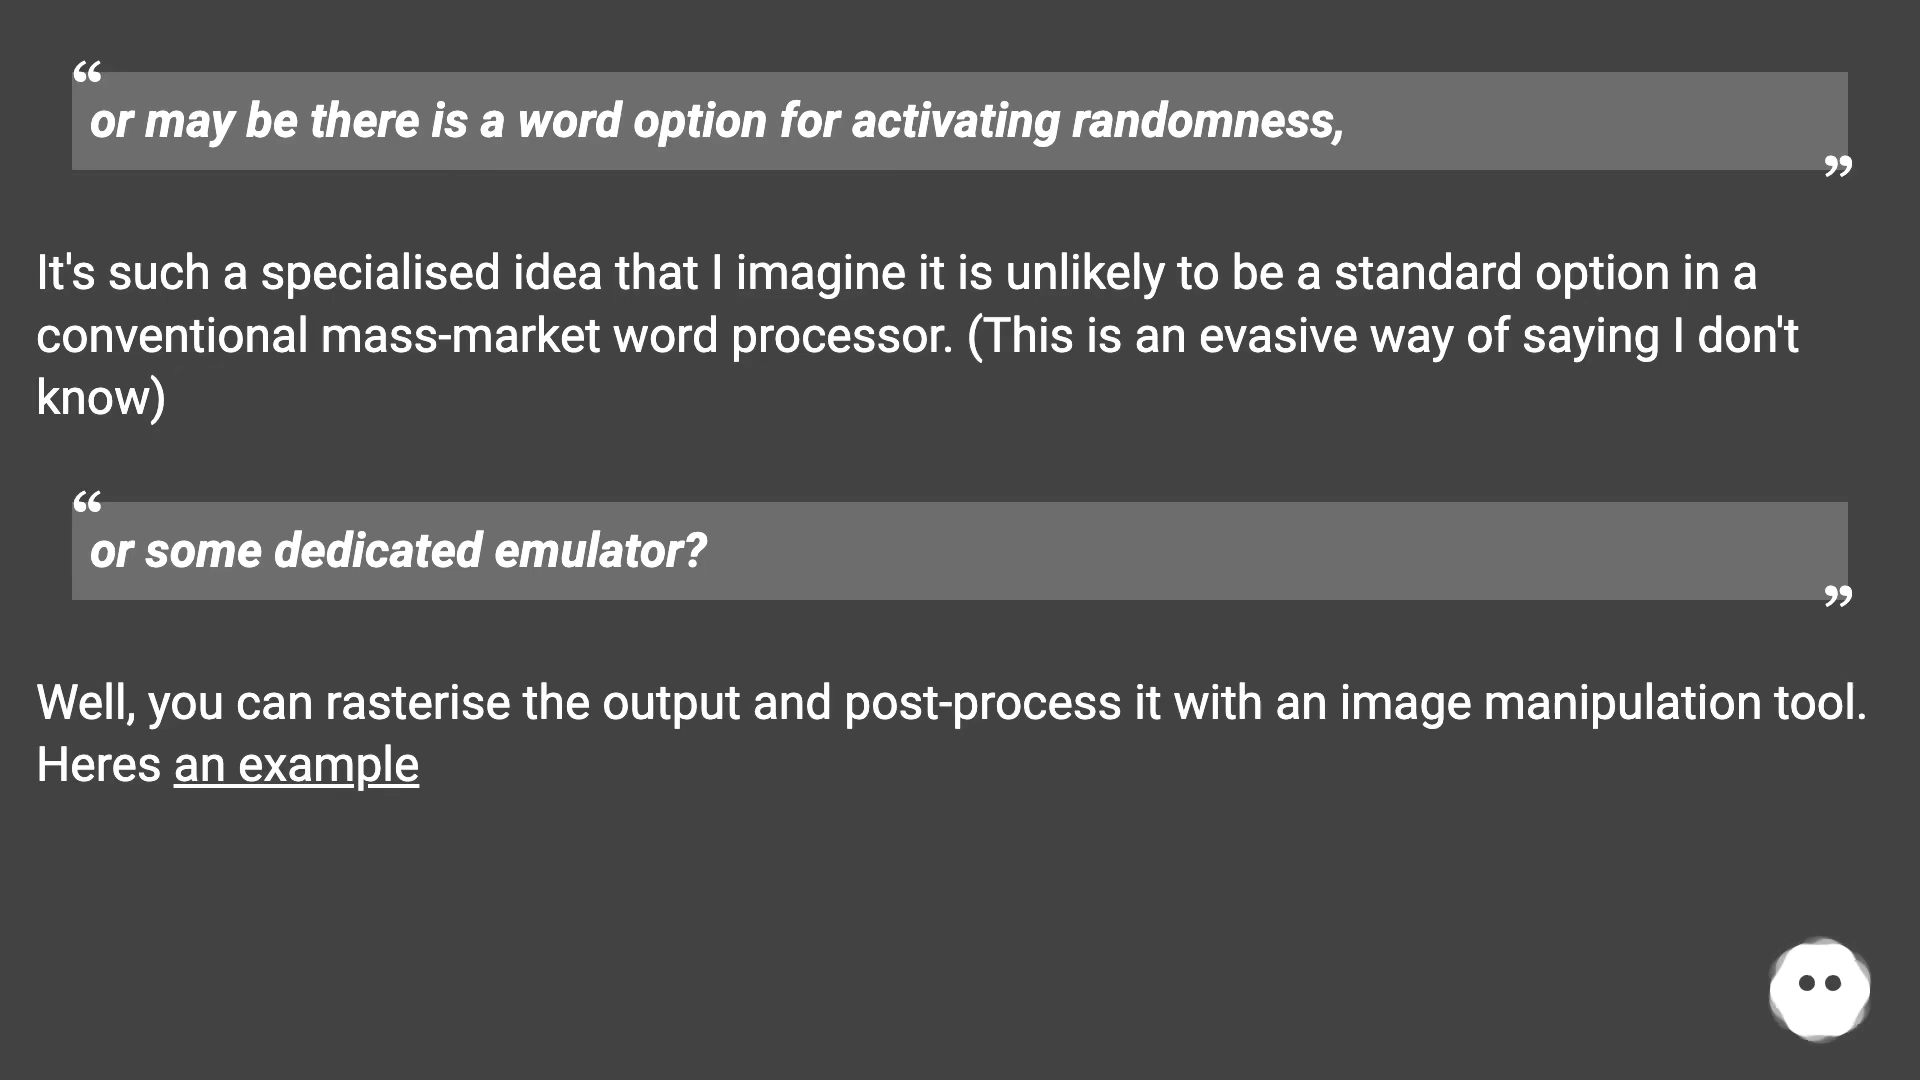 “
or may be there is a word option for activating randomness,
”
It's such a specialised idea that I imagine it is unlikely to be a standard option in a
conventional mass-market word processor. (This is an evasive way of saying I don't
know)
“
or some dedicated emulator?
”
Well, you can rasterise the output and post-process it with an image manipulation tool.
Heres an example